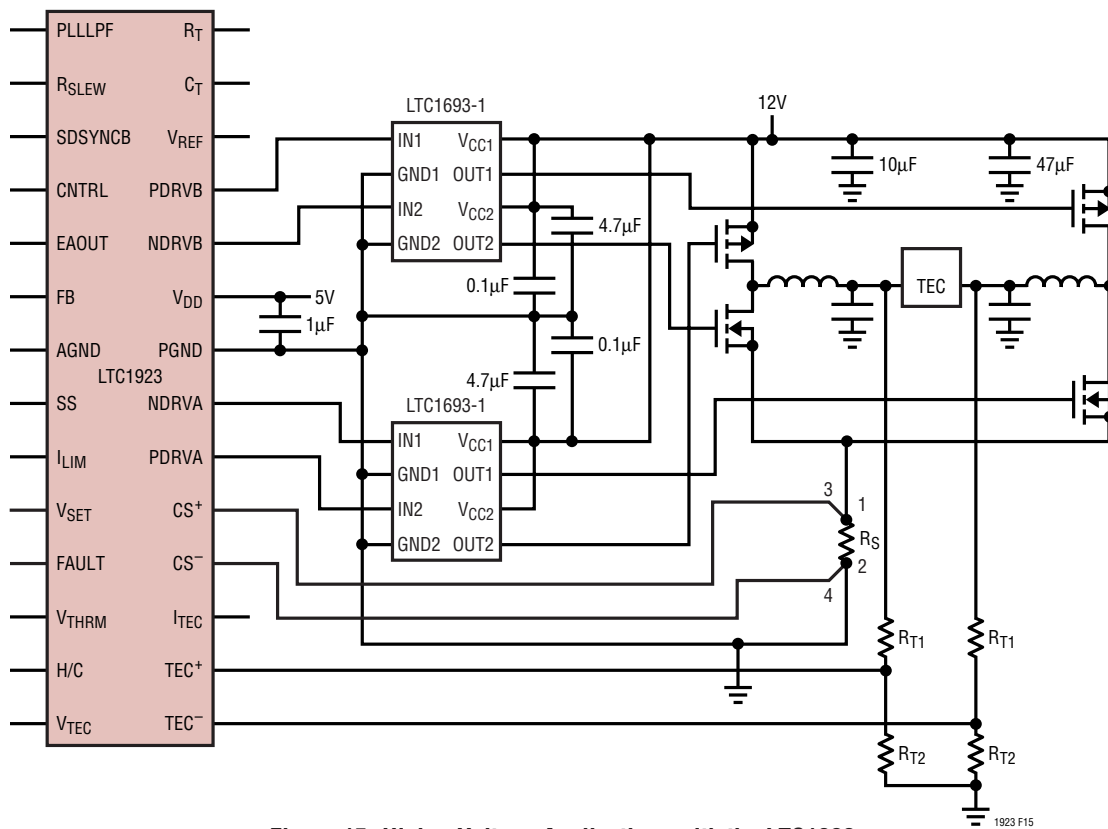 PLLLPF
RSLEW
SDSYNCB
CNTRL
EAOUT
FB
AGND
LTC1923
SS
ILIM
VSET
FAULT
VTHRM
H/C
VTEC
RT
CT
VREF
PDRVB
NDRVB
VDD
PGND
NDRVA
PDRVA
CS+
CS−
ITEC
TEC+
TEC−
5V
1µF
LTC1693-1
IN1
GND1
IN2
GND2
VCC1
OUT1
VCC2
OUT2
4.7µF
0.1µF
0.1µF
4.7µF
LTC1693-1
IN1
GND1
IN2
GND2
VCC1
OUT1
VCC2
OUT2
12V
10µF
47µF
TEC
3
1
RS
2
4
RT1
RT1
RT2
RT2
1923 F15